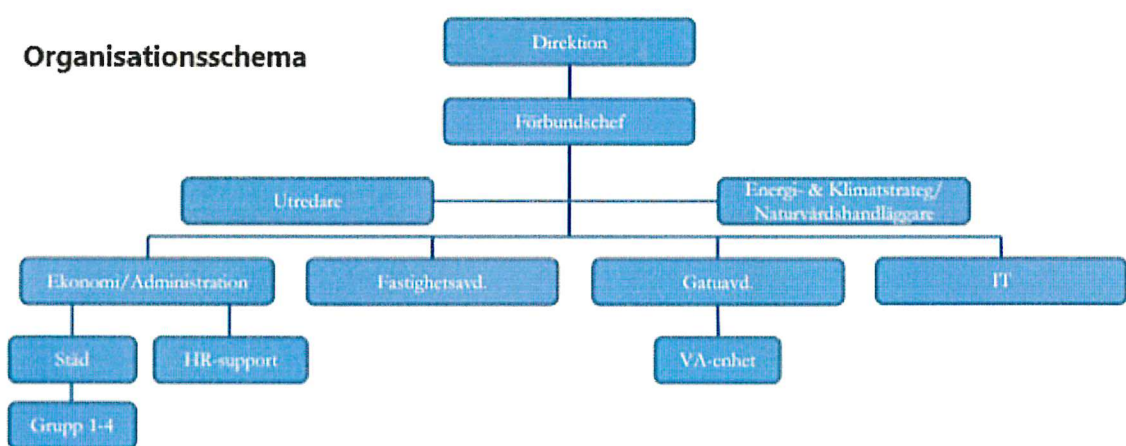 Organisationsschema
Direktion
Förbundschef
Utredare
Energi- & Klimatstrateg/
Naturvårdshandläggare
Ekonomi/Administration
Fastighetsavd.
Gatuavd.
IT
Städ
HR-support
VA-enhet
Grupp 1-4